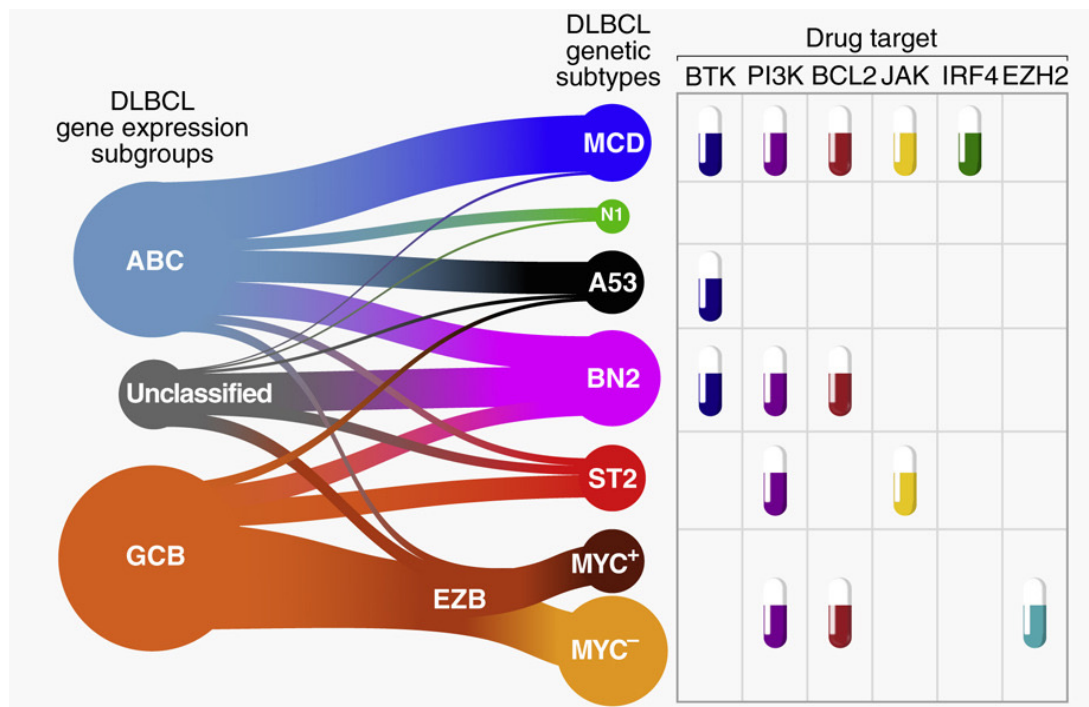 DLBCL
gene expression
subgroups
DLBCL
genetic
subtypes
Drug target
BTK PI3K BCL2 JAK IRF4 EZH2
ABC
Unclassified
GCB
EZB
MCD
N1
A53
BN2
ST2
MYC+
MYC–